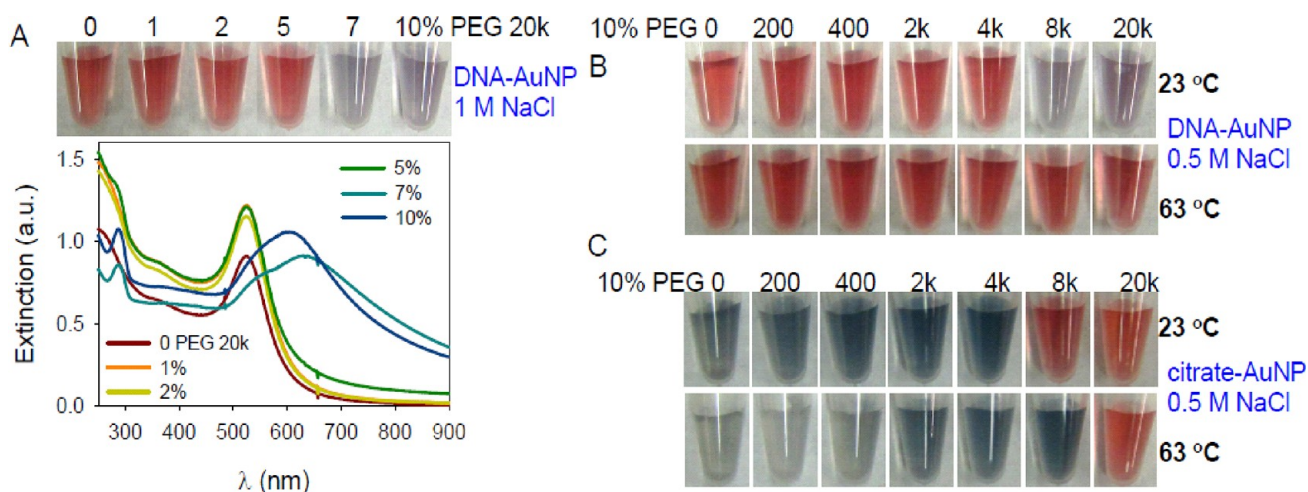 A
0 1 2 5 7 10% PEG 20k
DNA-AuNP
1 M NaCl
1.5
1.0
0.5
0.0
Extinction (a.u.)
5%
7%
10%
0 PEG 20k
1%
2%
300 400 500 600 700 800 900
λ (nm)
10% PEG 0 200 400 2k 4k 8k 20k
B
23 °C
DNA-AuNP
0.5 M NaCl
63 °C
C
10% PEG 0 200 400 2k 4k 8k 20k
23 °C
citrate-AuNP
0.5 M NaCl
63 °C